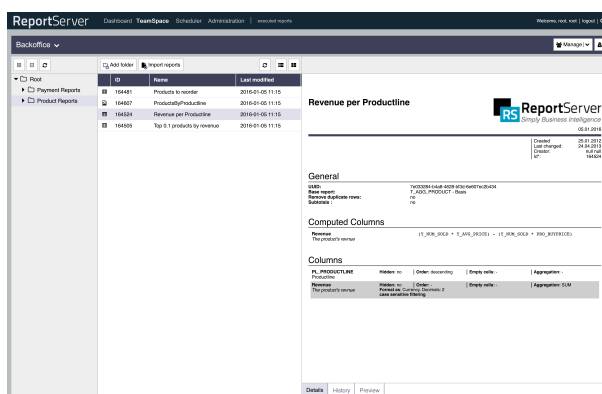 ReportServer Dashboard TeamSpace Scheduler Administration | executed reports Welcome, root, root | logout |
Backoffice Manage
Add folder Import reports
Root
Payment Reports
Product Reports
ID Name Last modified
164481 Products to reorder 2016-01-05 11:15
164607 ProductsByProductline 2016-01-05 11:15
164524 Revenue per Productline 2016-01-05 11:15
164505 Top 0.1 products by revenue 2016-01-05 11:15
Revenue per Productline
RS ReportServer
Simply Business Intelligence
05.01.2016
Created 25.01.2012
Last changed: 24.04.2013
Creator: null null
Id*: 164524
General
UUID:
Base report: T_AGG_PRODUCT - Basis
Remove duplicate rows: no
Subtotals : no
Computed Columns
Revenue (Y_NUM_SOLD * Y_AVG_PRICE) - (Y_NUM_SOLD * PRO_BUYPRICE)
The product's revnue
Columns
PL_PRODUCTLINE Hidden: no Order: descending Empty cells: - Aggregation: -
Productline
Revenue Hidden: no Order: - Empty cells: - Aggregation: SUM
The product's revnue Format as: Currency. Decimals: 2
case sensitive filtering
Details History Preview